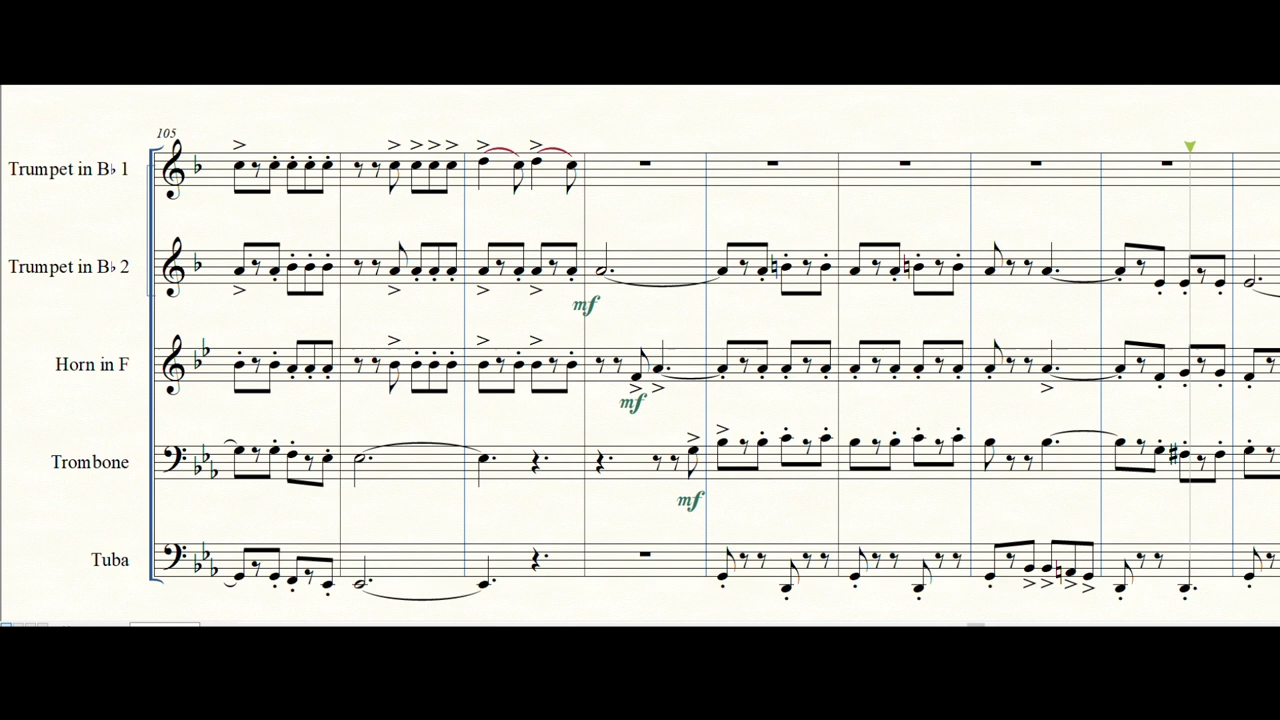 105
Trumpet in B♭ 1
Trumpet in B♭ 2
mf
Horn in F
mf
Trombone
mf
Tuba